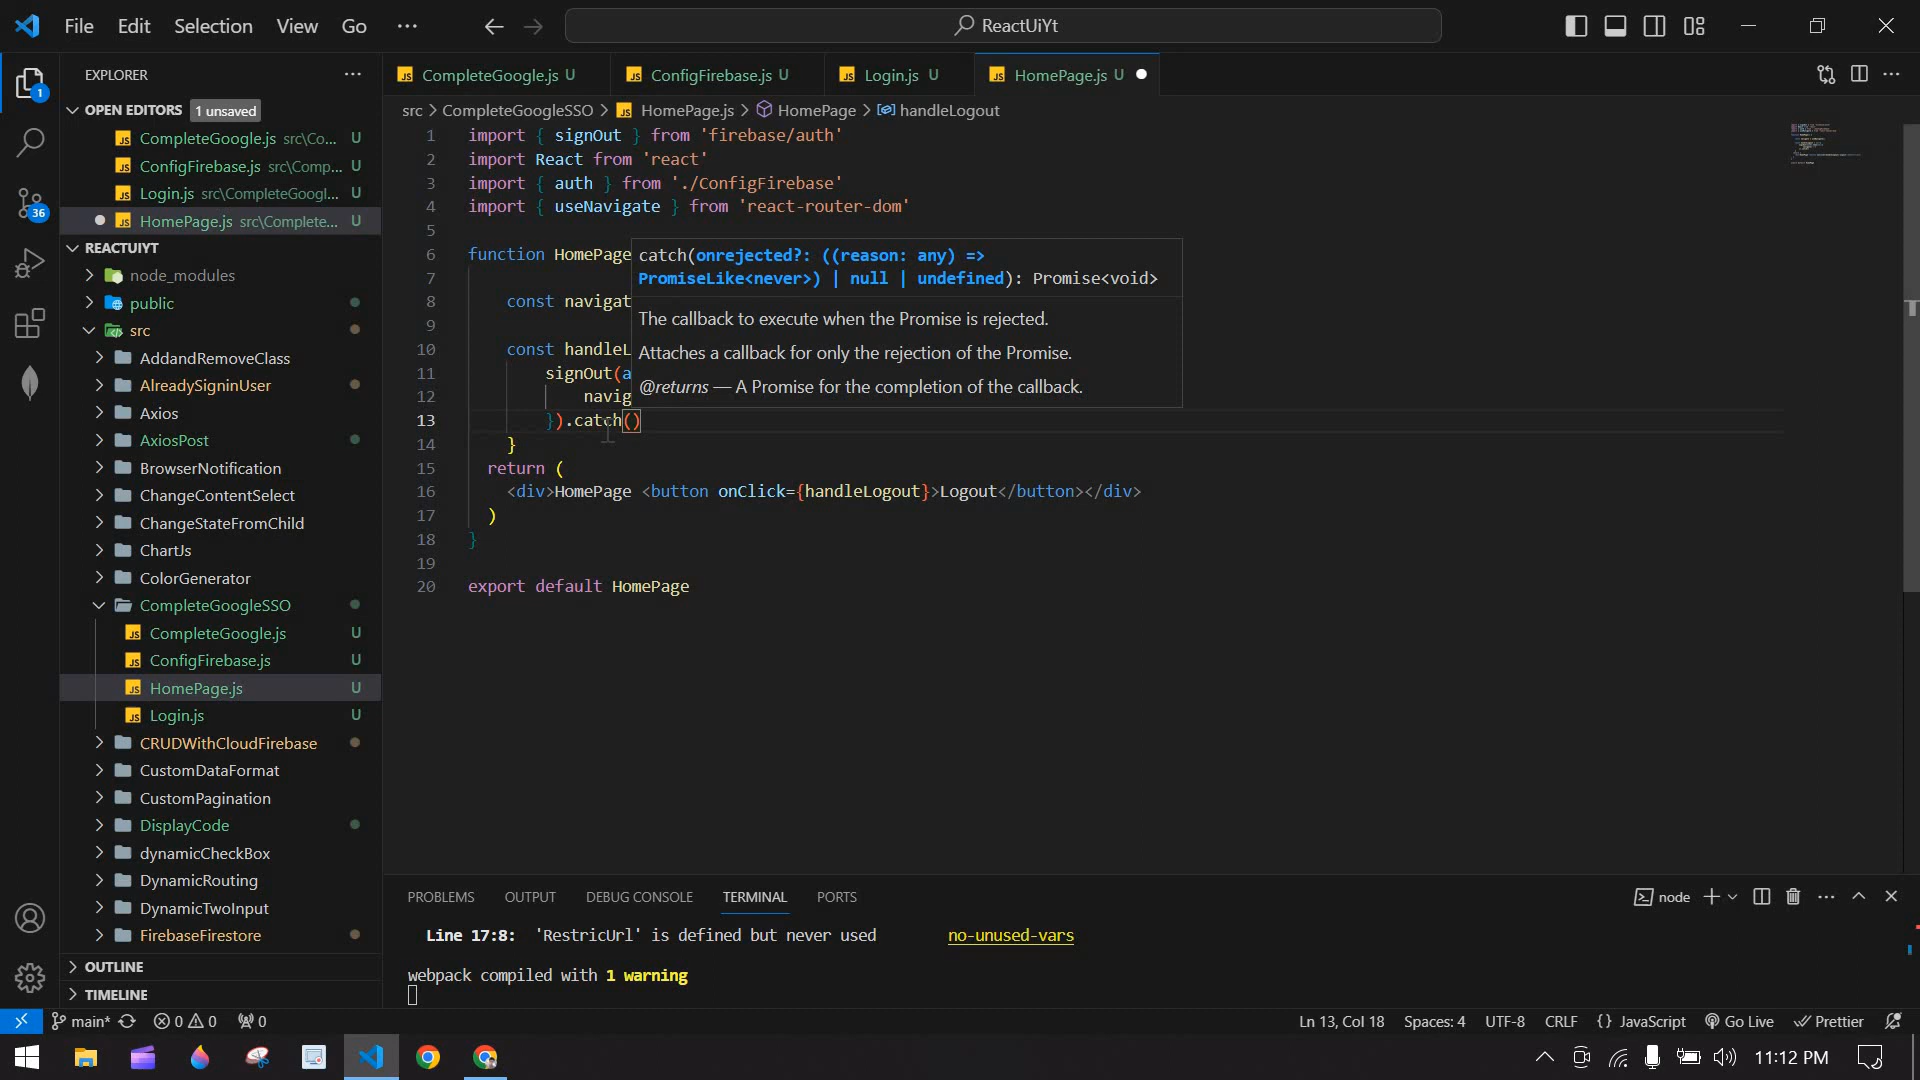 File Edit Selection View Go ···
ReactUiYt
EXPLORER ···
OPEN EDITORS 1 unsaved
CompleteGoogle.js src\Co... U
ConfigFirebase.js src\Comp... U
Login.js src\CompleteGoogl... U
HomePage.js src\Complete... U
REACTUIYT
node_modules
public
src
AddandRemoveClass
AlreadySigninUser
Axios
AxiosPost
BrowserNotification
ChangeContentSelect
ChangeStateFromChild
ChartJs
ColorGenerator
CompleteGoogleSSO
CompleteGoogle.js U
ConfigFirebase.js U
HomePage.js U
Login.js U
CRUDWithCloudFirebase
CustomDataFormat
CustomPagination
DisplayCode
dynamicCheckBox
DynamicRouting
DynamicTwoInput
FirebaseFirestore
OUTLINE
TIMELINE
1
36
CompleteGoogle.js U ConfigFirebase.js U Login.js U HomePage.js U
src > CompleteGoogleSSO > HomePage.js > HomePage > handleLogout
1 import { signOut } from 'firebase/auth'
2 import React from 'react'
3 import { auth } from './ConfigFirebase'
4 import { useNavigate } from 'react-router-dom'
5
6 function HomePage
7
8 const navigat
9
10 const handleL
11 signOut(a
12 navig
13 }).catch()
14 }
15 return (
16 <div>HomePage <button onClick={handleLogout}>Logout</button></div>
17 )
18 }
19
20 export default HomePage
catch(onrejected?: ((reason: any) =>
PromiseLike<never>) | null | undefined): Promise<void>
The callback to execute when the Promise is rejected.
Attaches a callback for only the rejection of the Promise.
@returns — A Promise for the completion of the callback.
PROBLEMS OUTPUT DEBUG CONSOLE TERMINAL PORTS
node
Line 17:8: 'RestricUrl' is defined but never used no-unused-vars
webpack compiled with 1 warning
main* 0 0 0
Ln 13, Col 18 Spaces: 4 UTF-8 CRLF {} JavaScript Go Live Prettier
11:12 PM